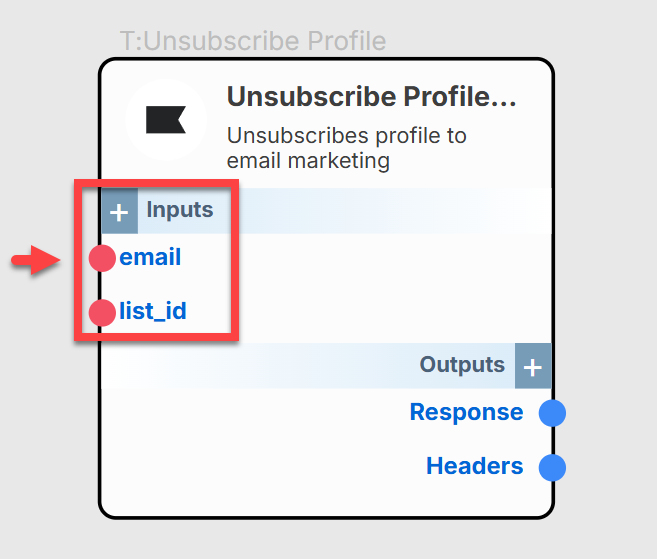 T:Unsubscribe Profile
Unsubscribe Profile...
Unsubscribes profile to
email marketing
+ Inputs
email
list_id
Outputs +
Response
Headers